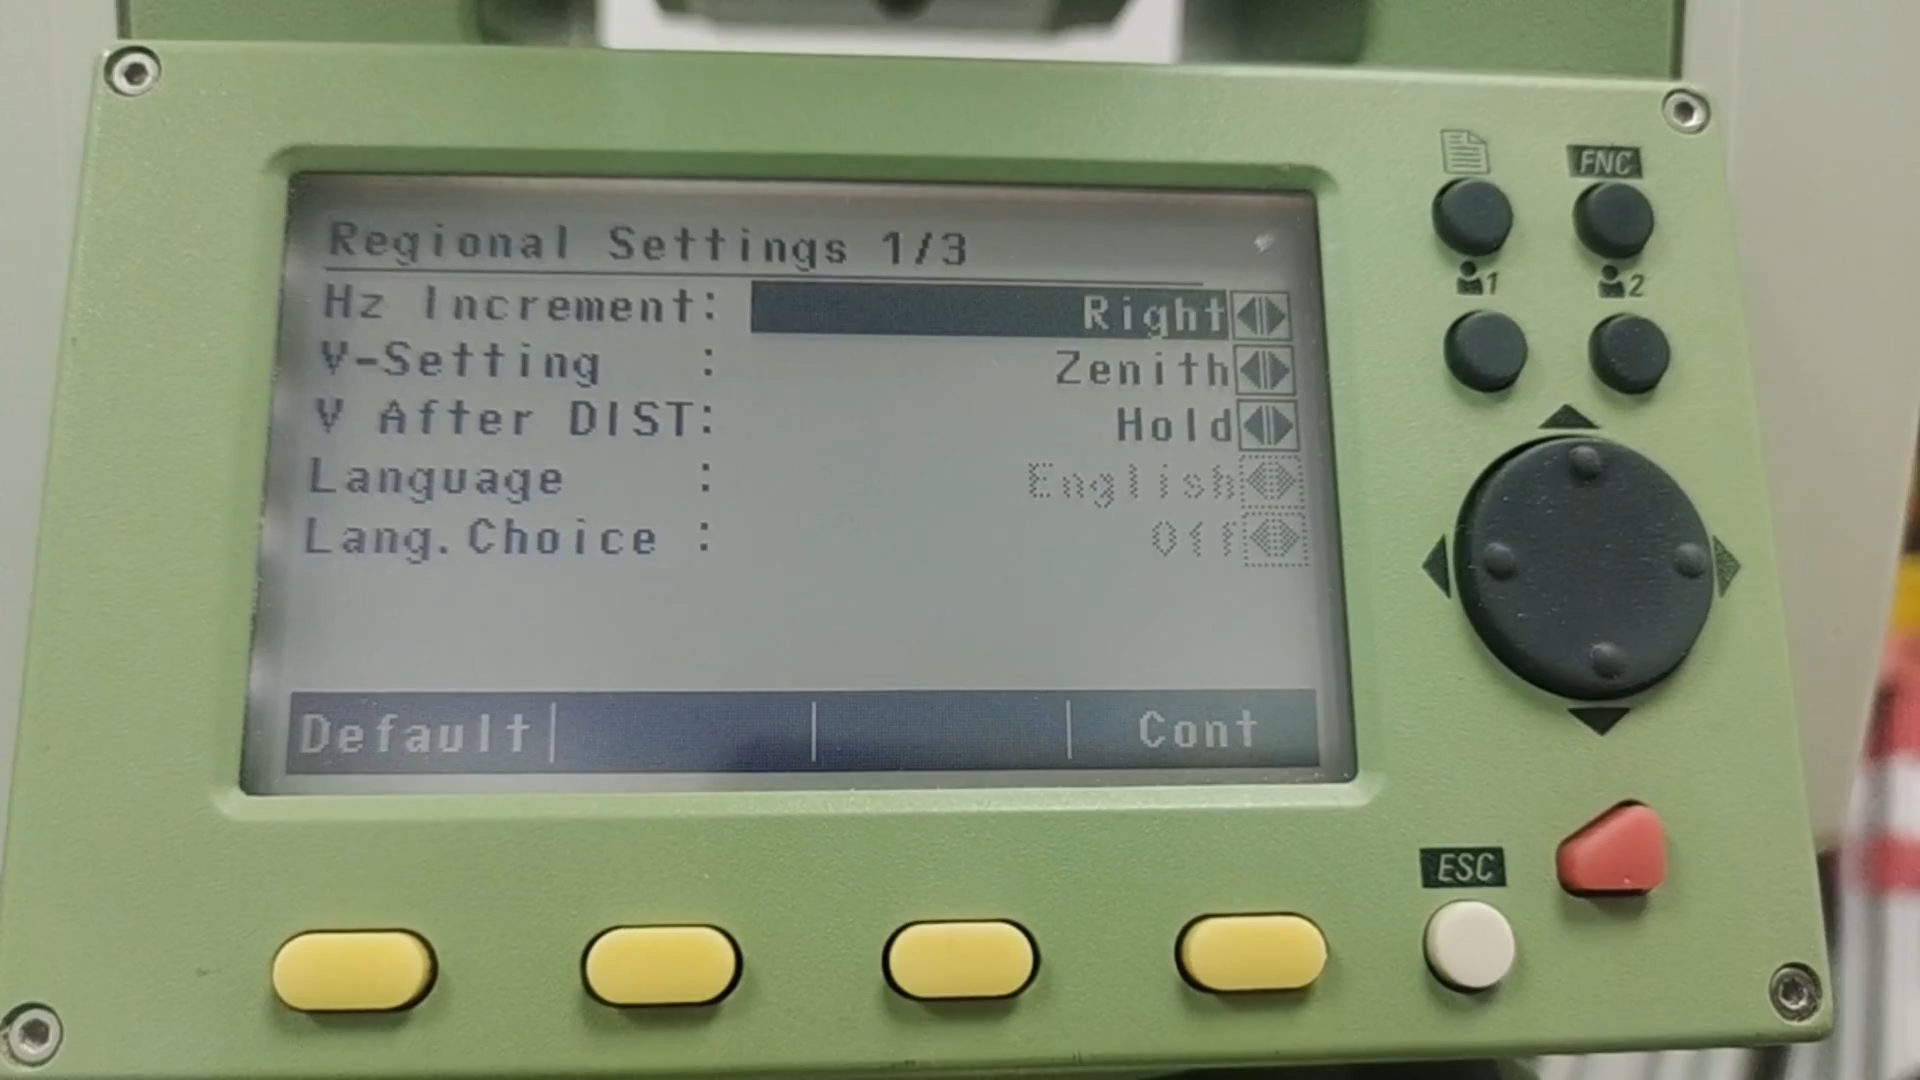 Regional Settings 1/3
Hz Increment: Right
V-Setting : Zenith
V After DIST: Hold
Language : English
Lang.Choice : Off
Default Cont
FNC
1 2
ESC